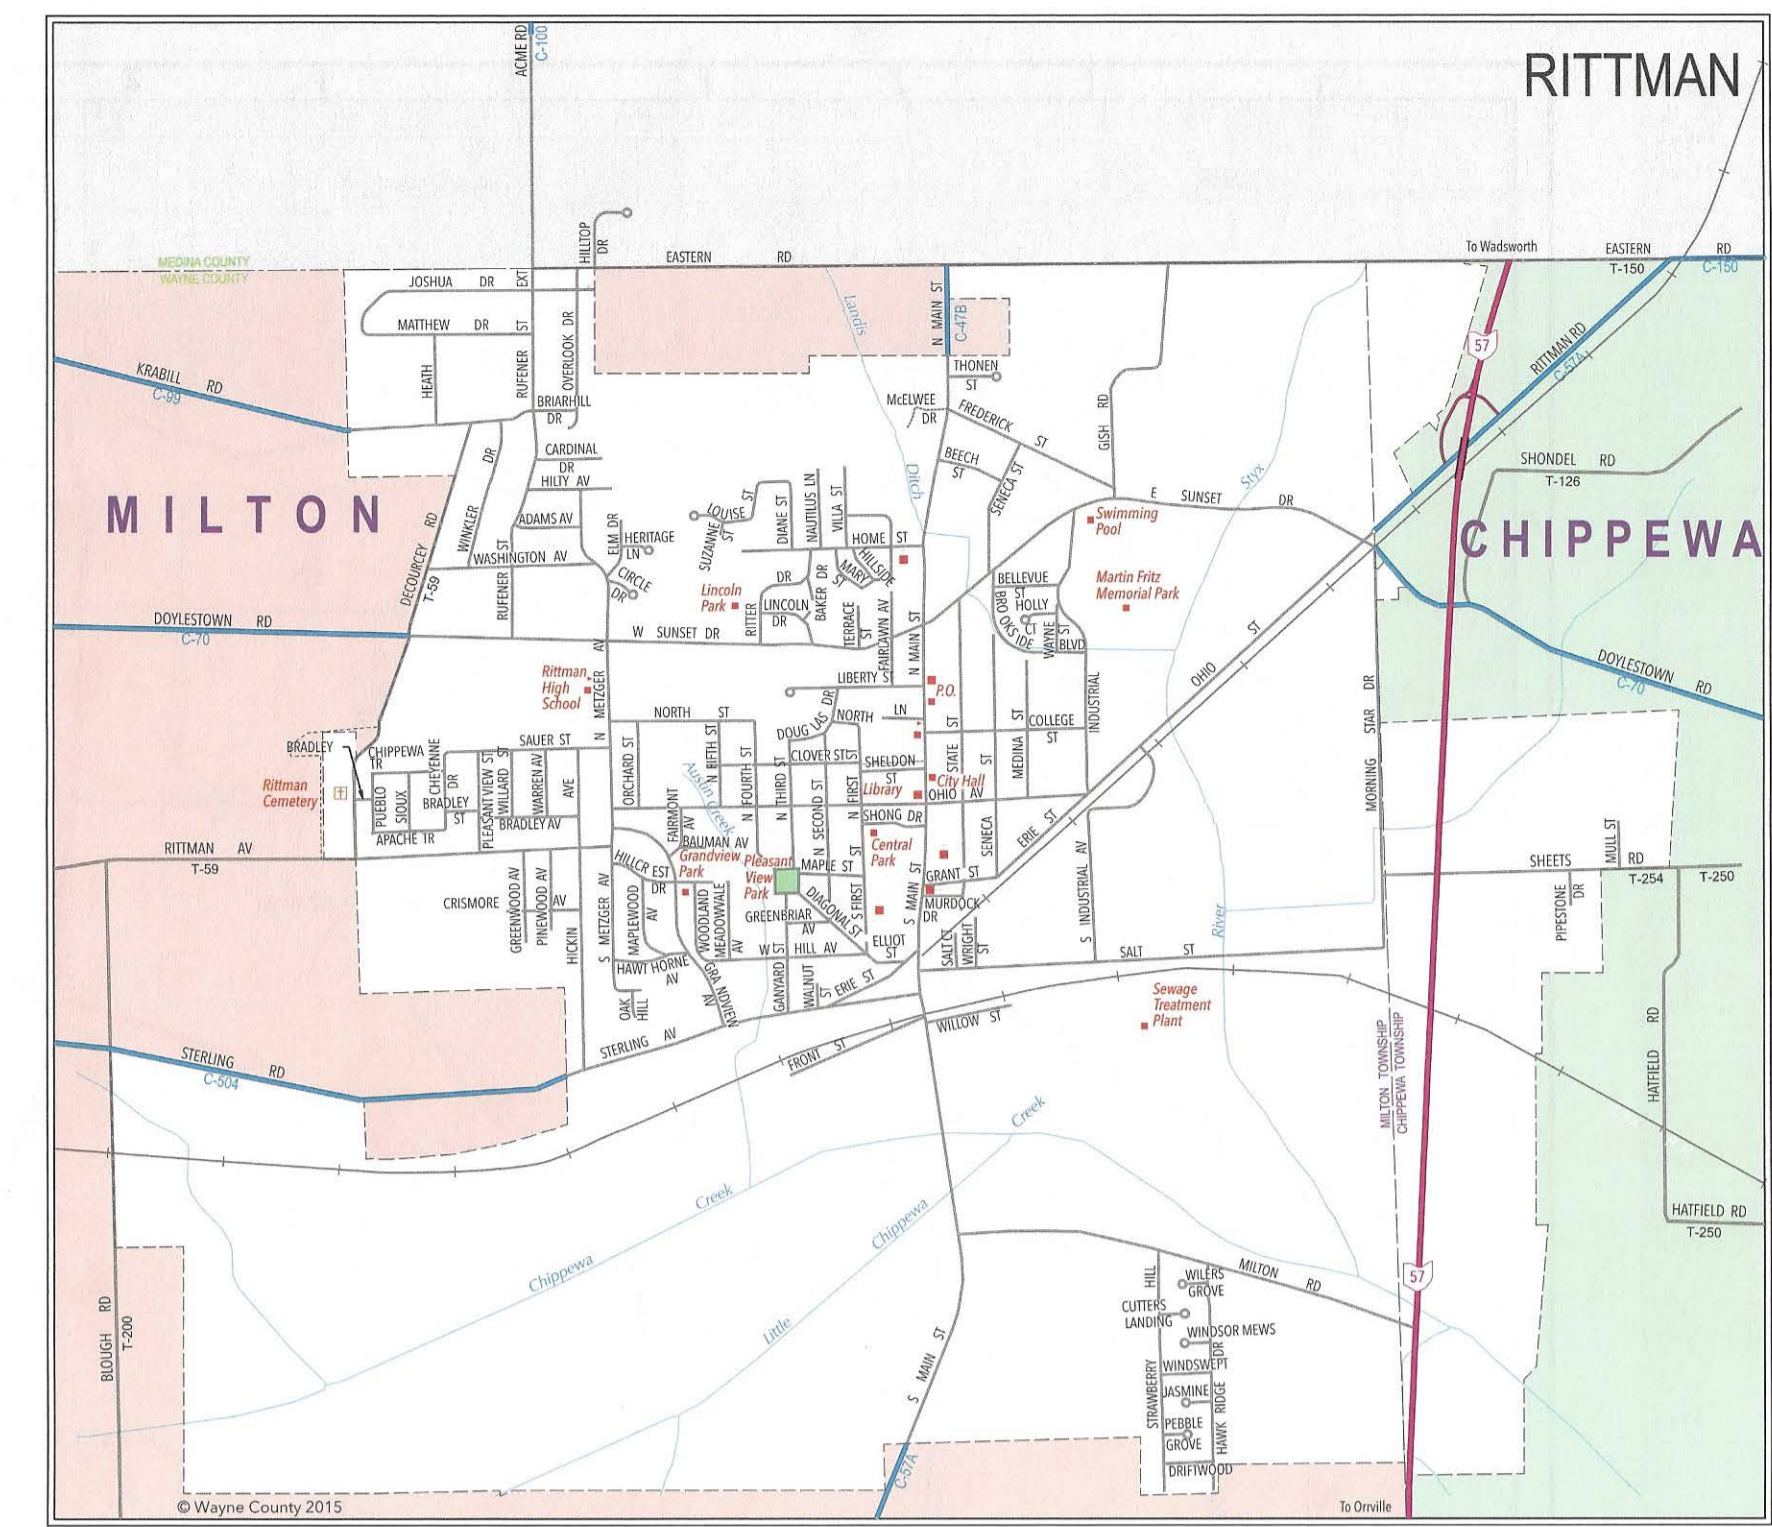 RITTMAN
ACME RD
C-100
HILLTOP
DR
To Wadsworth
EASTERN RD
EASTERN RD
T-150
C-150
MEDINA COUNTY
WAYNE COUNTY
JOSHUA DR
EXT
MATTHEW DR
ST
RUFENER
OVERLOOK DR
HEATH
Landis
Ditch
N MAIN ST
C-47B
THONEN
ST
57
RITTMAN RD
C-57A
KRABILL RD
C-99
BRIARHILL
DR
McELWEE
DR
FREDERICK
ST
GISH RD
CARDINAL
DR
HILTY AV
BEECH
ST
SENECA ST
SHONDEL RD
T-126
MILTON
CHIPPEWA
WINKLER
DR
DECOURCEY RD
T-59
ADAMS AV
WASHINGTON AV
RUFENER ST
ELM DR
HERITAGE
LN
CIRCLE
DR
LOUISE
ST
SUZANNE
ST
DIANE ST
NAUTILUS LN
VILLA ST
HOME ST
HILLSIDE
MARY
ST
E SUNSET DR
Swimming
Pool
Styx
River
Martin Fritz
Memorial Park
Lincoln
Park
RITTER
DR
LINCOLN
DR
BAKER DR
TERRACE
ST
FAIRLAWN AV
N MAIN ST
BELLEVUE
ST
HOLLY
CT
BROOKSIDE
WAYNE
ST
BLVD
DOYLESTOWN RD
C-70
W SUNSET DR
DOYLESTOWN RD
C-70
Rittman
High
School
N METZGER AV
LIBERTY ST
P.O.
OHIO ST
INDUSTRIAL
NORTH ST
DOUGLAS DR
NORTH LN
COLLEGE
ST
MEDINA ST
STATE ST
MORNING STAR DR
BRADLEY
CHIPPEWA
TR
CHEYENNE
DR
SAUER ST
ORCHARD ST
N FIFTH ST
N FOURTH ST
N THIRD ST
CLOVER ST
N SECOND ST
N FIRST ST
SHELDON
ST
Library
City Hall
OHIO AV
Rittman
Cemetery
PUEBLO
SIOUX
BRADLEY
ST
APACHE TR
PLEASANT VIEW ST
WILLARD ST
WARREN AV
AVE
BRADLEY AV
FAIRMONT
AV
Austin Creek
BAUMAN AV
SHONG DR
Central
Park
SENECA ST
ERIE ST
RITTMAN AV
T-59
HILLCREST
DR
Grandview
Park
Pleasant
View
Park
MAPLE ST
GRANT ST
SHEETS RD
T-254
T-250
MULL ST
PIPESTONE
DR
CRISMORE AV
GREENWOOD AV
PINEWOOD AV
HICKIN
S METZGER AV
MAPLEWOOD
AV
WOODLAND
MEADOWVALE
AV
GREENBRIAR
AV
DIAGONAL ST
S FIRST ST
S MAIN ST
MURDOCK
DR
SALT CT
WRIGHT
ST
S INDUSTRIAL AV
W HILL AV
ST
GANYARD
WALNUT
ST
ELLIOT
ST
SALT ST
HAWTHORNE
AV
OAK
HILL
GRANDVIEW
AV
ERIE ST
STERLING AV
FRONT ST
WILLOW ST
Sewage
Treatment
Plant
MILTON TOWNSHIP
CHIPPEWA TOWNSHIP
HATFIELD RD
HATFIELD RD
T-250
STERLING RD
C-504
Chippewa Creek
Little Chippewa Creek
BLOUGH RD
T-200
S MAIN ST
C-57A
MILTON RD
57
STRAWBERRY HILL
WILERS
GROVE
CUTTERS
LANDING
WINDSOR MEWS
WINDSWEPT
HAWK RIDGE DR
JASMINE
PEBBLE
GROVE
DRIFTWOOD
To Orrville
© Wayne County 2015